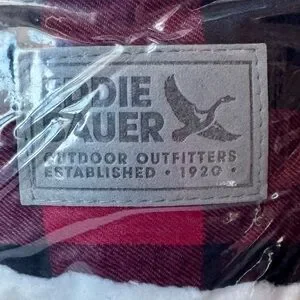 EDDIE
BAUER
OUTDOOR OUTFITTERS
ESTABLISHED • 1920 •